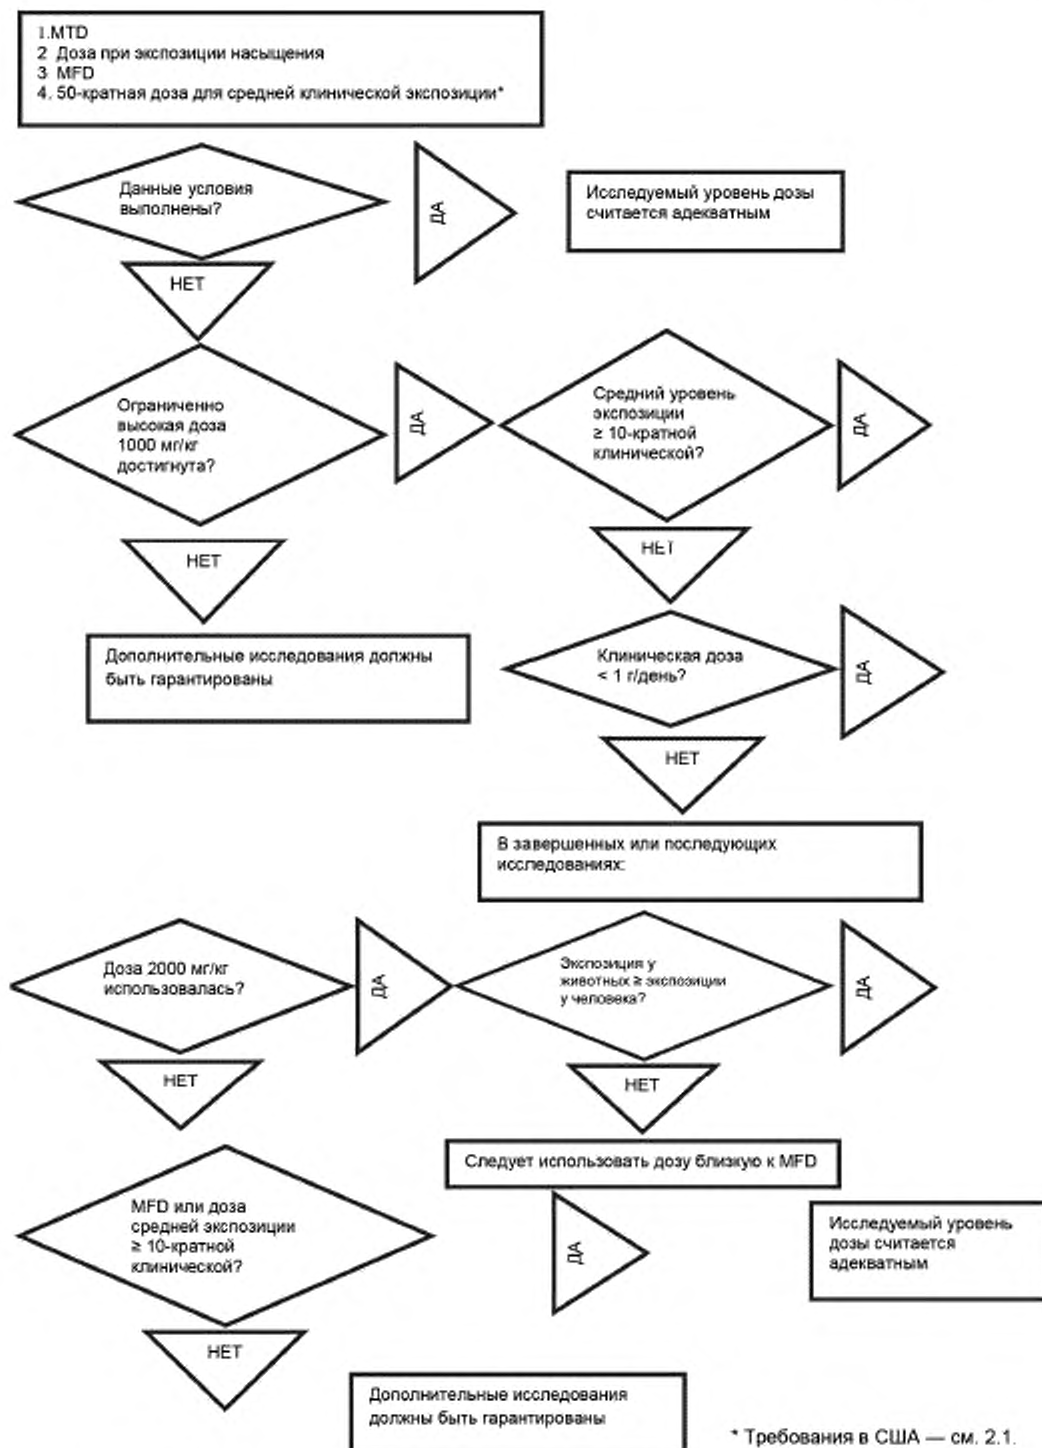 1.MTD
2 Доза при экспозиции насыщения
3 MFD
4. 50-кратная доза для средней клинической экспозиции*
Данные условия
выполнены?
ДА
Исследуемый уровень дозы
считается адекватным
НЕТ
Ограниченно
высокая доза
1000 мг/кг
достигнута?
ДА
Средний уровень
экспозиции
≥ 10-кратной
клинической?
ДА
НЕТ
НЕТ
Дополнительные исследования должны
быть гарантированы
Клиническая доза
< 1 г/день?
ДА
НЕТ
В завершенных или последующих
исследованиях:
Доза 2000 мг/кг
использовалась?
ДА
Экспозиция у
животных ≥ экспозиции
у человека?
ДА
НЕТ
НЕТ
Следует использовать дозу близкую к MFD
MFD или доза
средней экспозиции
≥ 10-кратной
клинической?
ДА
Исследуемый уровень
дозы считается
адекватным
НЕТ
Дополнительные исследования
должны быть гарантированы
* Требования в США — см. 2.1.